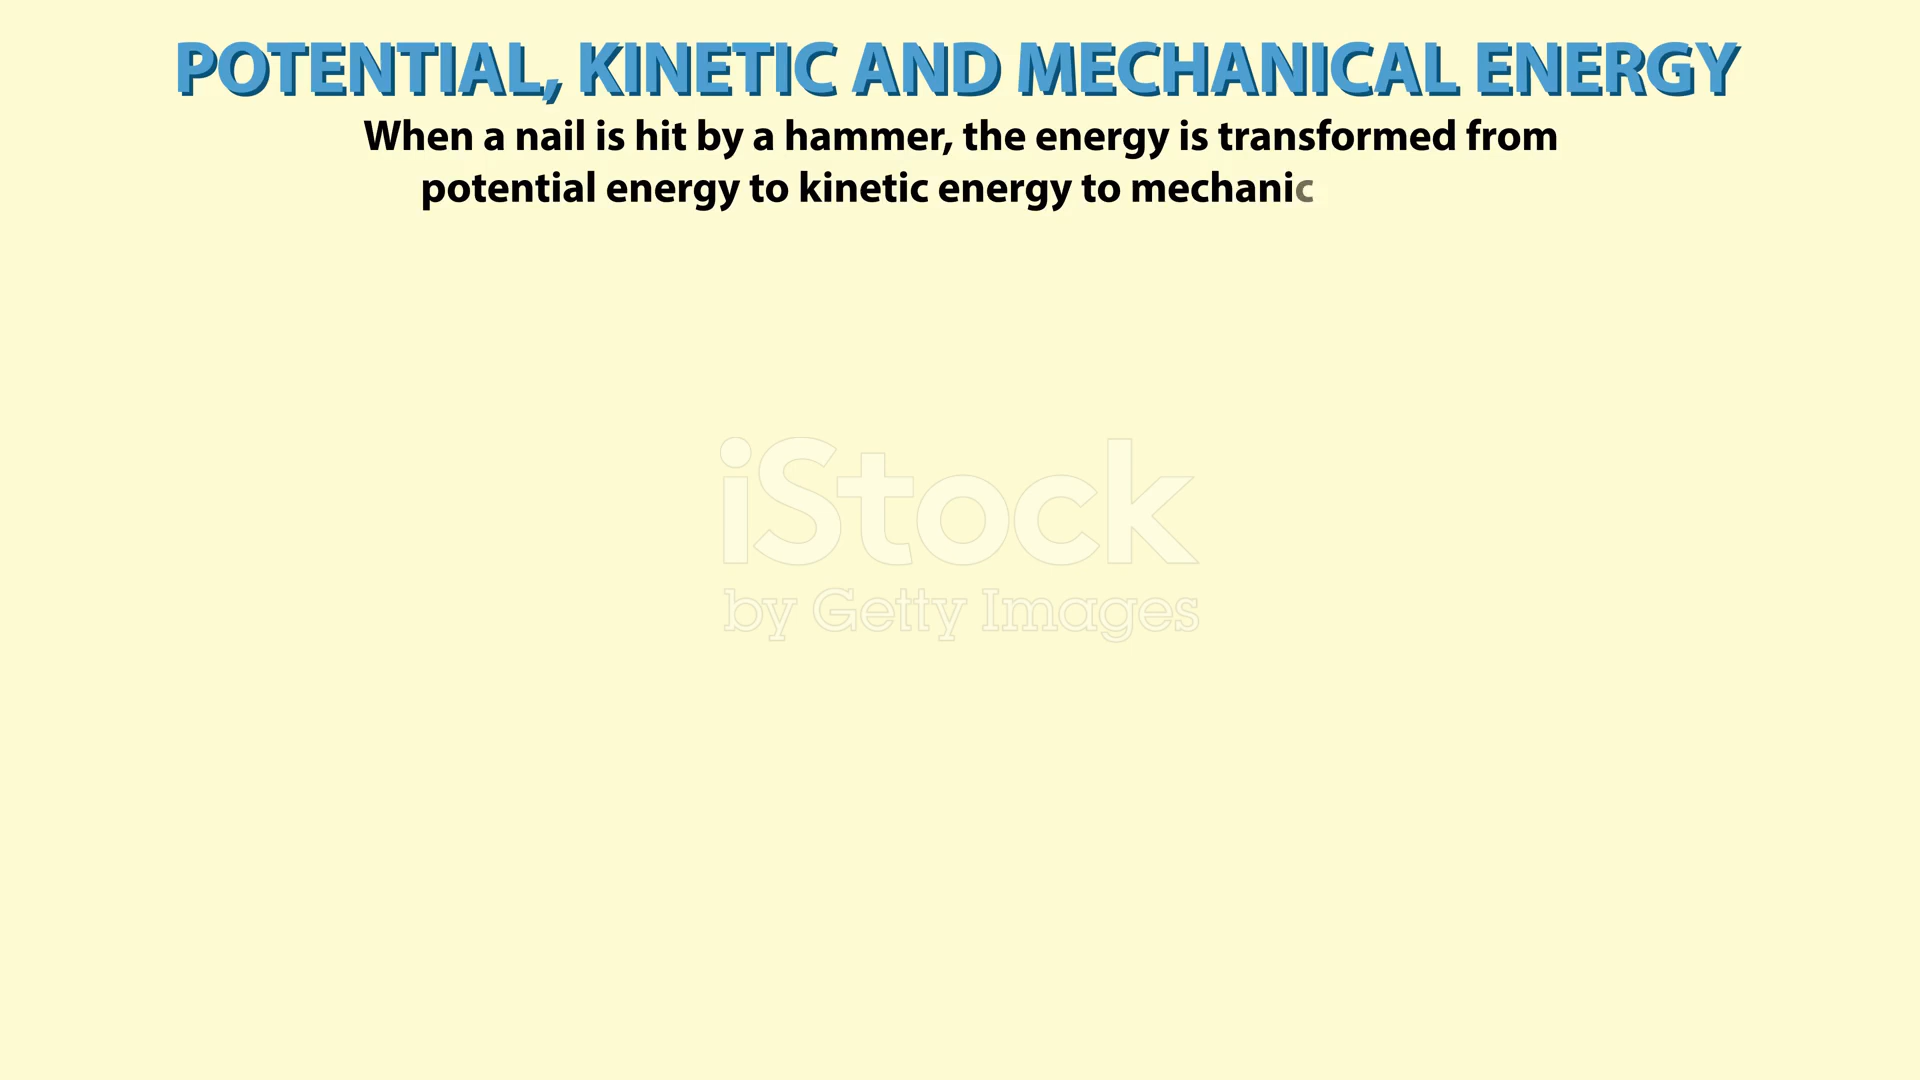 POTENTIAL, KINETIC AND MECHANICAL ENERGY
When a nail is hit by a hammer, the energy is transformed from
potential energy to kinetic energy to mechanic
iStock
by Getty Images